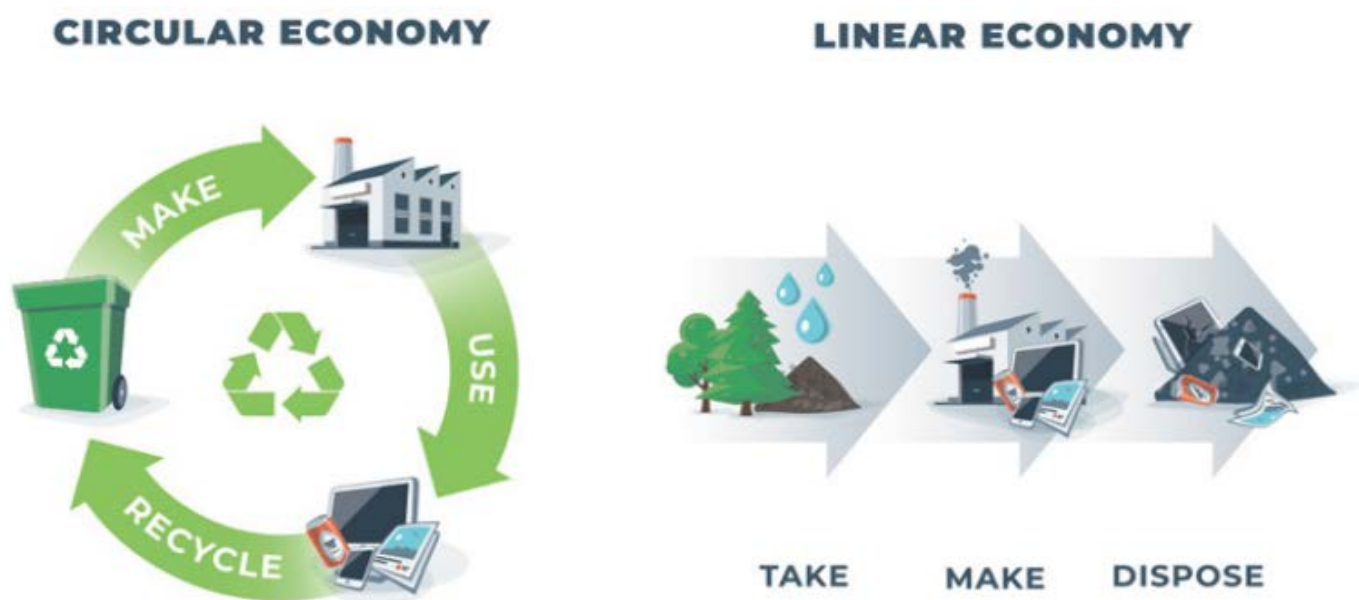 CIRCULAR ECONOMY
MAKE
USE
RECYCLE
LINEAR ECONOMY
TAKE
MAKE
DISPOSE